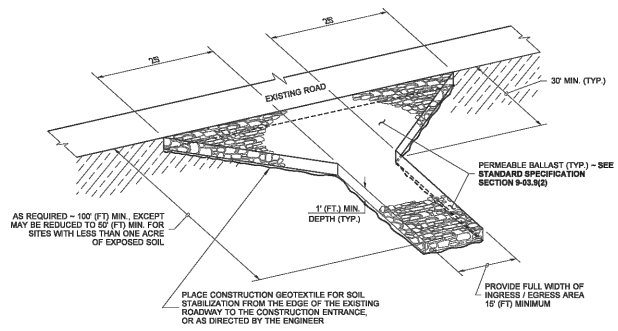 25
25
EXISTING ROAD
30' MIN. (TYP.)
PERMEABLE BALLAST (TYP.) ~ SEE
STANDARD SPECIFICATION
SECTION 9-03.9(2)
AS REQUIRED ~ 100' (FT) MIN., EXCEPT
MAY BE REDUCED TO 50' (FT) MIN. FOR
SITES WITH LESS THAN ONE ACRE
OF EXPOSED SOIL
1' (FT.) MIN.
DEPTH (TYP.)
PLACE CONSTRUCTION GEOTEXTILE FOR SOIL
STABILIZATION FROM THE EDGE OF THE EXISTING
ROADWAY TO THE CONSTRUCTION ENTRANCE,
OR AS DIRECTED BY THE ENGINEER
PROVIDE FULL WIDTH OF
INGRESS / EGRESS AREA
15' (FT) MINIMUM